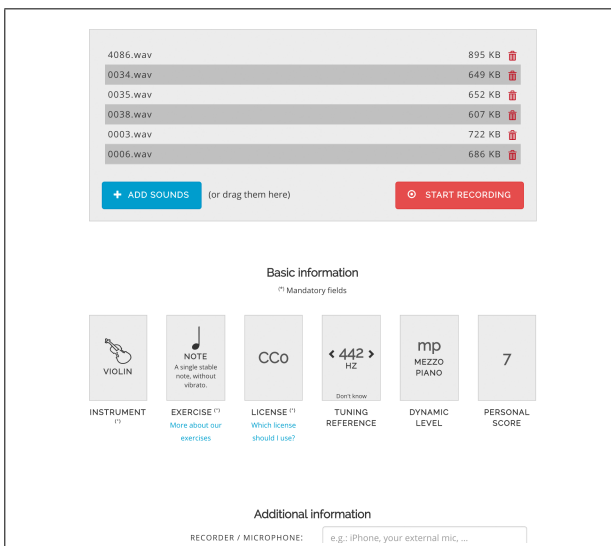 4086.wav 895 KB
0034.wav 649 KB
0035.wav 652 KB
0038.wav 607 KB
0003.wav 722 KB
0006.wav 686 KB
+ ADD SOUNDS (or drag them here) START RECORDING
Basic information
(*) Mandatory fields
VIOLIN
INSTRUMENT
(*)
NOTE
A single stable
note, without
vibrato.
EXERCISE (*)
More about our
exercises
CC0
LICENSE (*)
Which license
should I use?
< 442 >
HZ
Don't know
TUNING
REFERENCE
mp
MEZZO
PIANO
DYNAMIC
LEVEL
7
PERSONAL
SCORE
Additional information
RECORDER / MICROPHONE: e.g.: iPhone, your external mic, ...